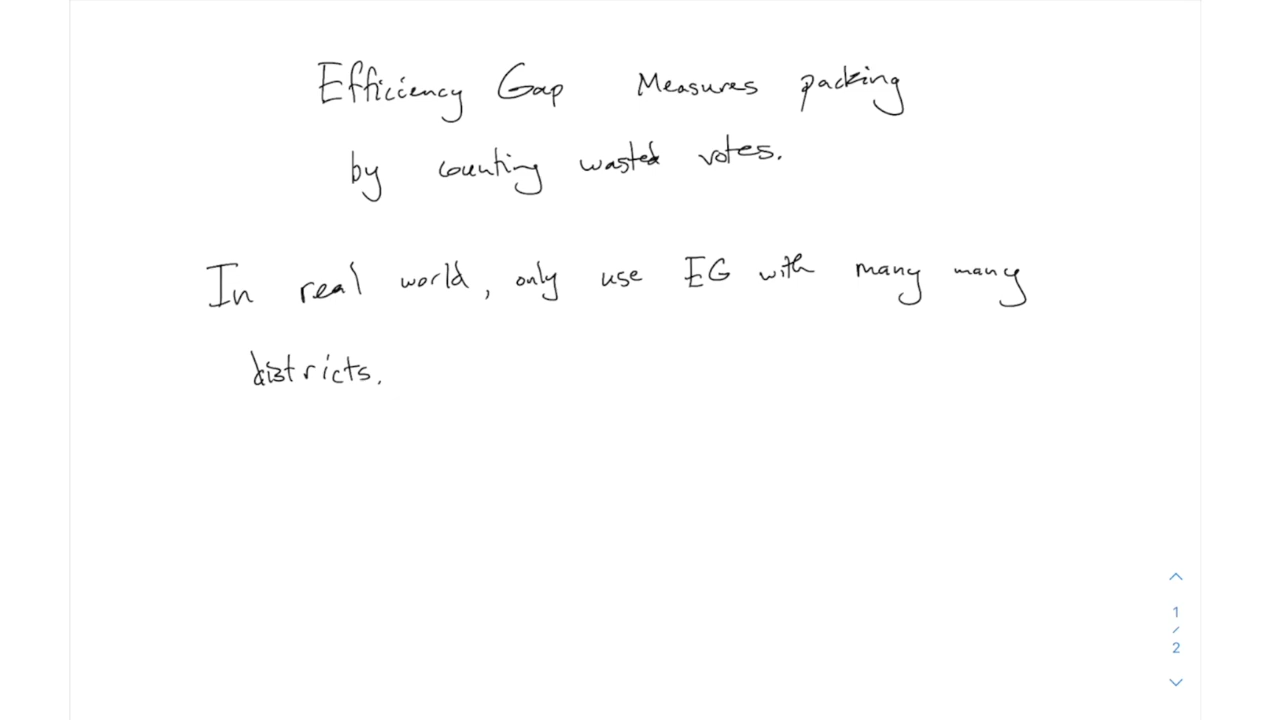 Efficiency Gap Measures packing
by counting wasted votes.
In real world, only use EG with many many
districts.
1
/
2